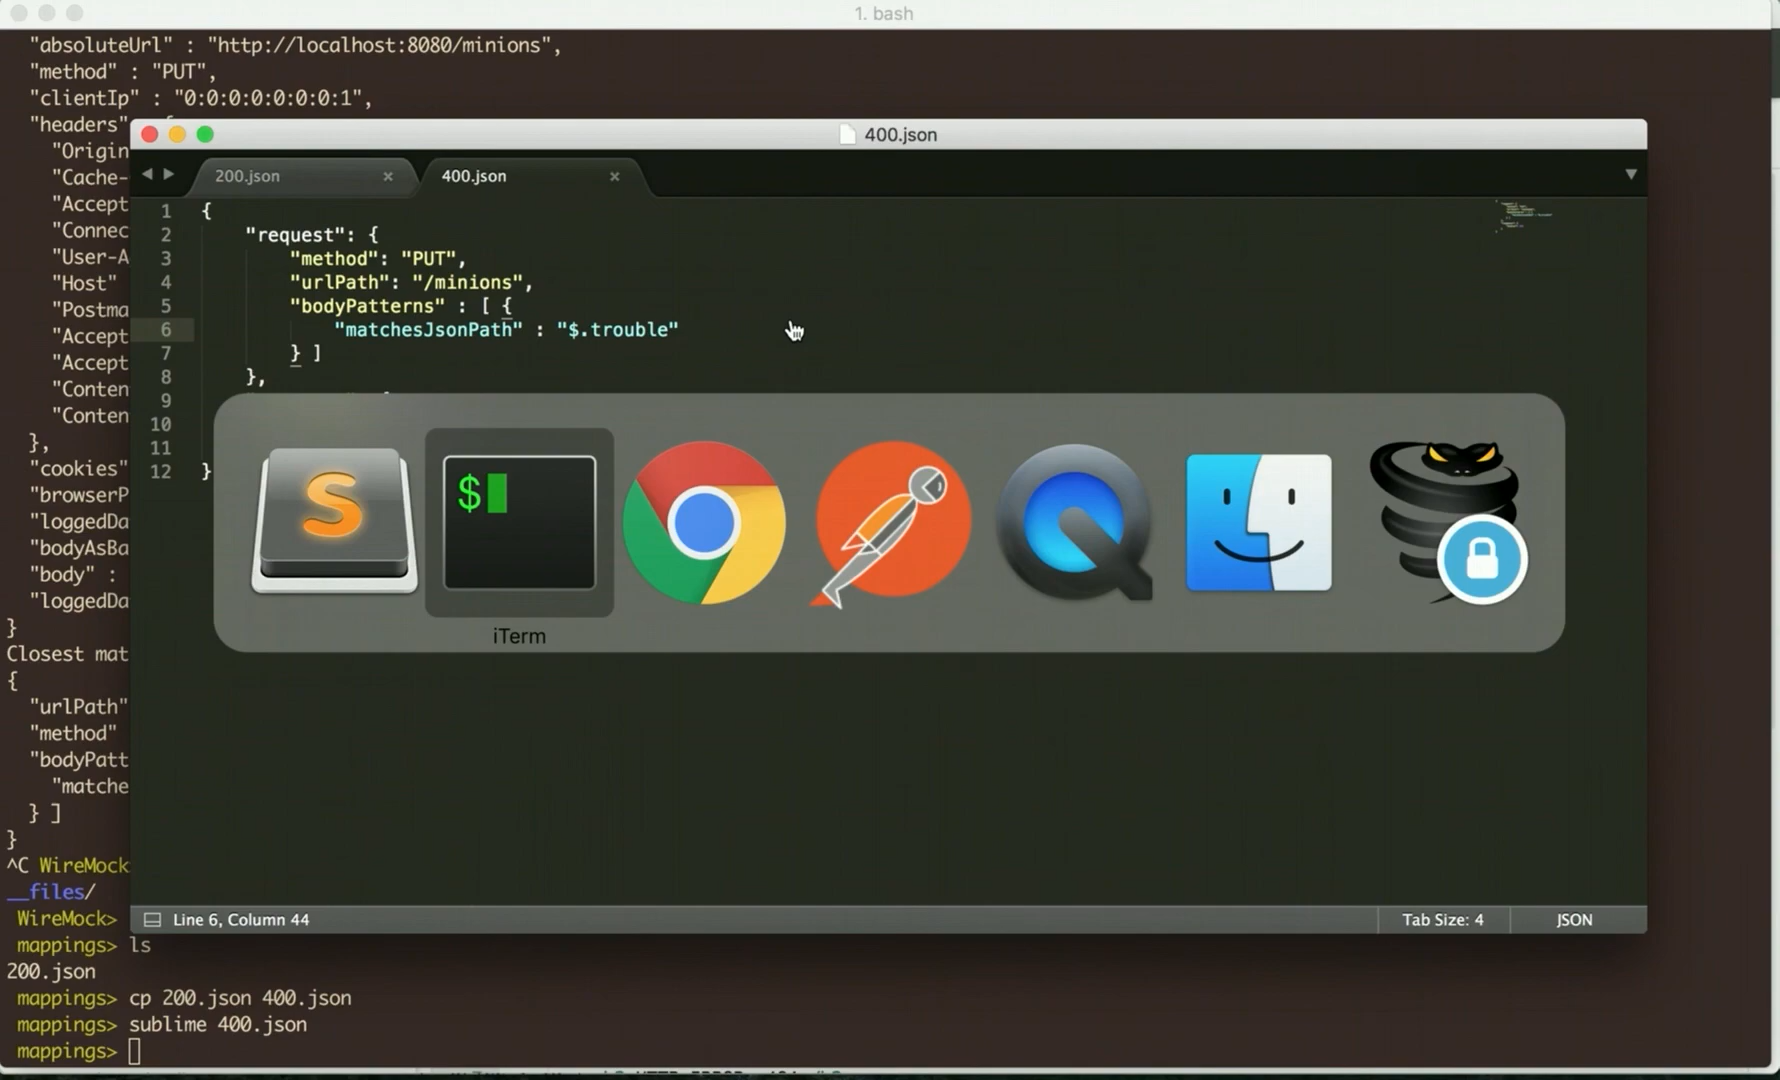 1. bash
"absoluteUrl" : "http://localhost:8080/minions",
"method" : "PUT",
"clientIp" : "0:0:0:0:0:0:0:1",
"headers"
"Origin
"Cache-
"Accept
"Connec
"User-A
"Host"
"Postma
"Accept
"Accept
"Conten
"Conten
},
"cookies"
"browserP
"loggedDa
"bodyAsBa
"body" :
"loggedDa
}
Closest mat
{
"urlPath"
"method"
"bodyPatt
"matche
} ]
}
^C WireMock
__files/
WireMock>
mappings> ls
200.json
mappings> cp 200.json 400.json
mappings> sublime 400.json
mappings>
400.json
200.json
400.json
1 {
2 "request": {
3 "method": "PUT",
4 "urlPath": "/minions",
5 "bodyPatterns" : [ {
6 "matchesJsonPath" : "$.trouble"
7 } ]
8 },
9
10
11
12 }
S
$
iTerm
Line 6, Column 44
Tab Size: 4
JSON